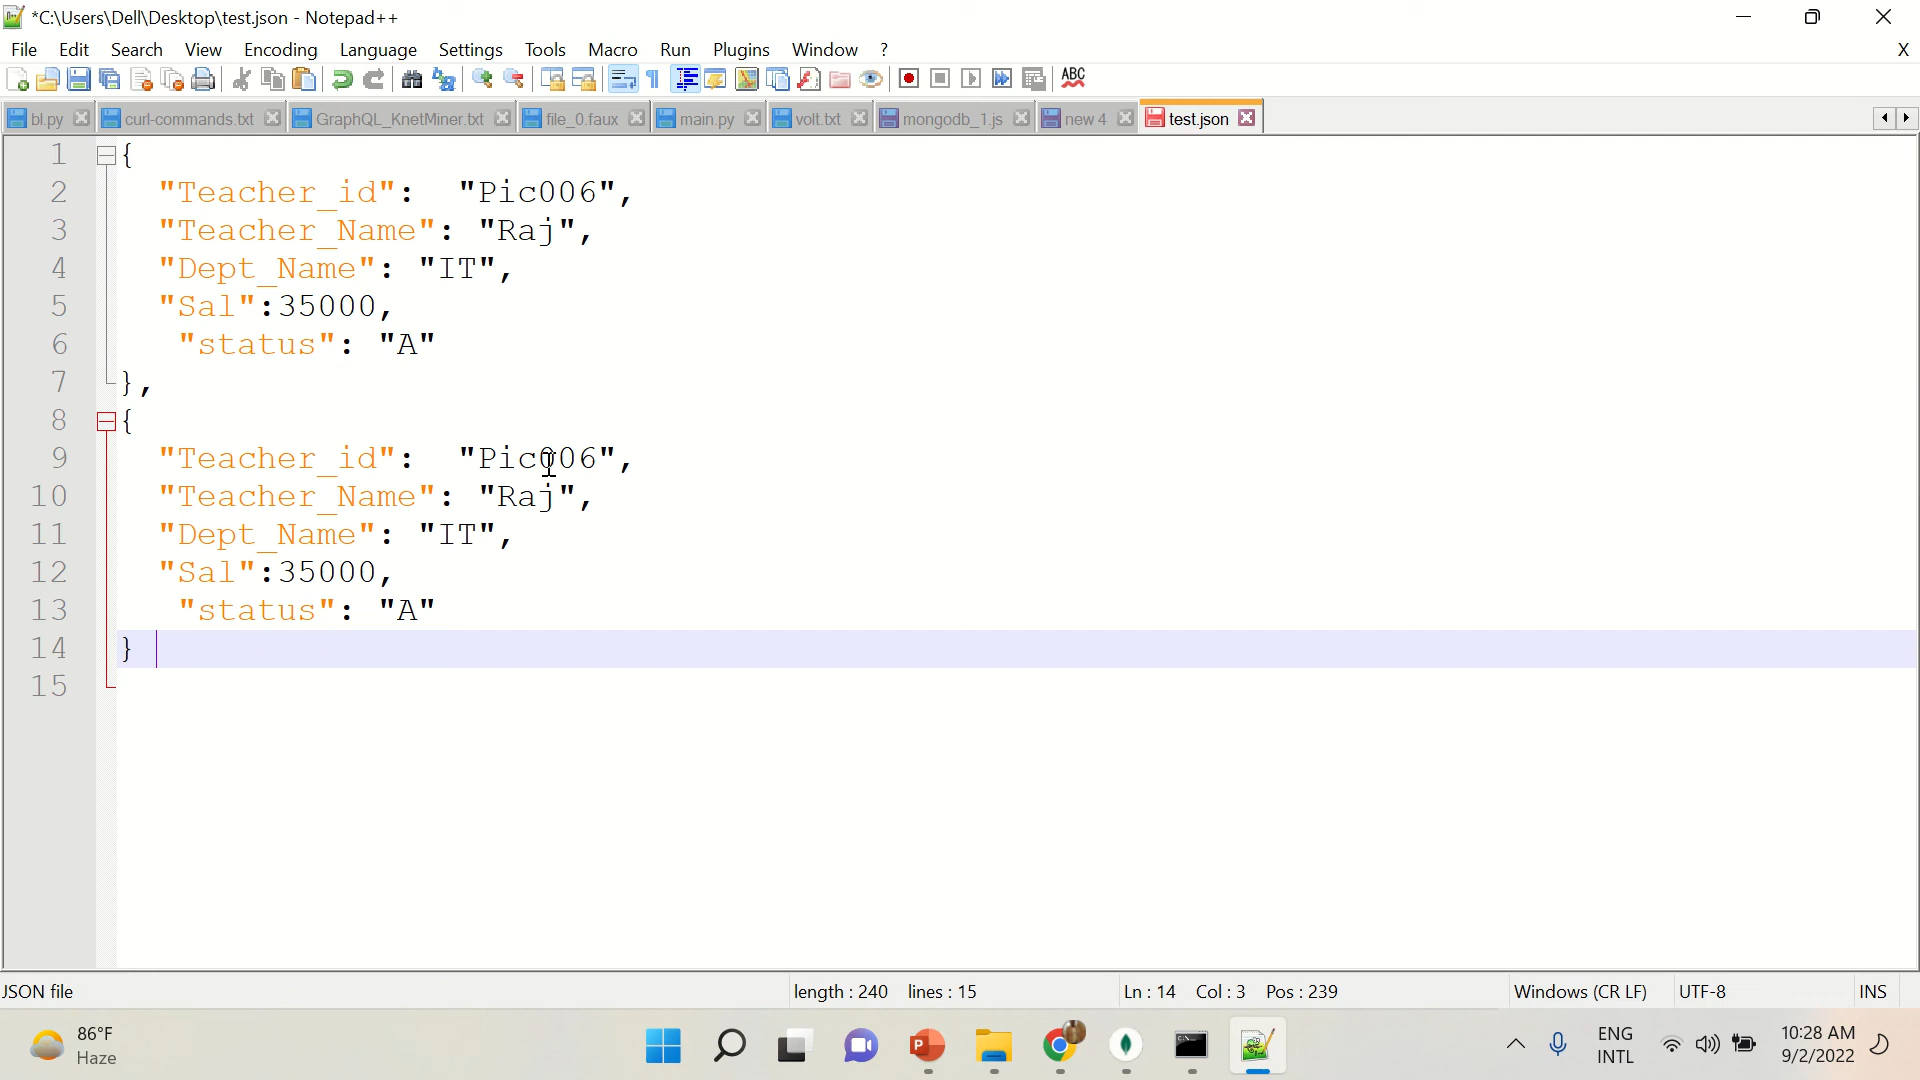 *C:\Users\Dell\Desktop\test.json - Notepad++
File Edit Search View Encoding Language Settings Tools Macro Run Plugins Window ? X
ABC
bl.py curl-commands.txt GraphQL_KnetMiner.txt file_0.faux main.py volt.txt mongodb_1.js new 4 test.json
1 {
2 "Teacher_id": "Pic006",
3 "Teacher_Name": "Raj",
4 "Dept_Name": "IT",
5 "Sal":35000,
6 "status": "A"
7 },
8 {
9 "Teacher_id": "Pic006",
10 "Teacher_Name": "Raj",
11 "Dept_Name": "IT",
12 "Sal":35000,
13 "status": "A"
14 }
15
JSON file length : 240 lines : 15 Ln : 14 Col : 3 Pos : 239 Windows (CR LF) UTF-8 INS
86°F
Haze
ENG
INTL
10:28 AM
9/2/2022